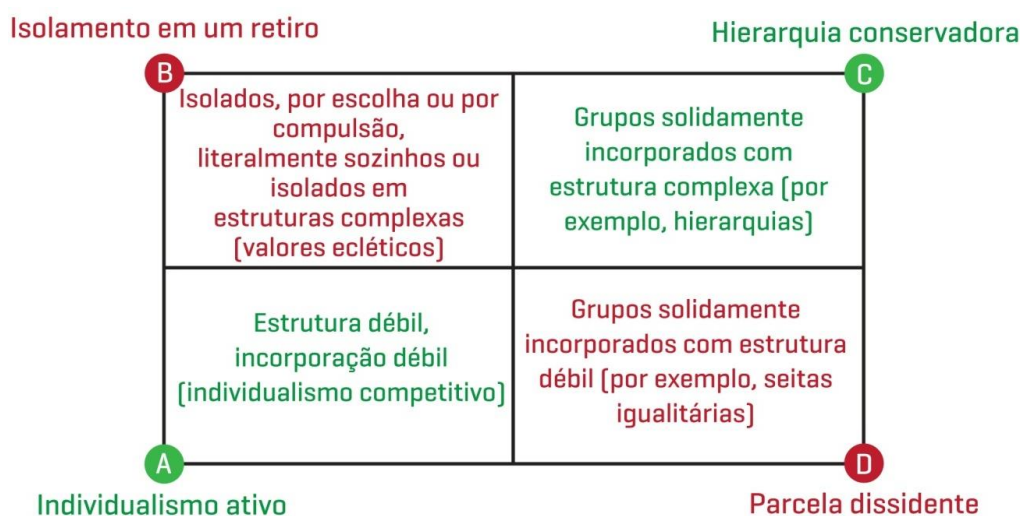 Isolamento em um retiro
B
Isolados, por escolha ou por
compulsão,
literalmente sozinhos ou
isolados em
estruturas complexas
(valores ecléticos)
Hierarquia conservadora
C
Grupos solidamente
incorporados com
estrutura complexa (por
exemplo, hierarquias)
Estrutura débil,
incorporação débil
(individualismo competitivo)
A
Individualismo ativo
Grupos solidamente
incorporados com estrutura
débil (por exemplo, seitas
igualitárias)
D
Parcela dissidente